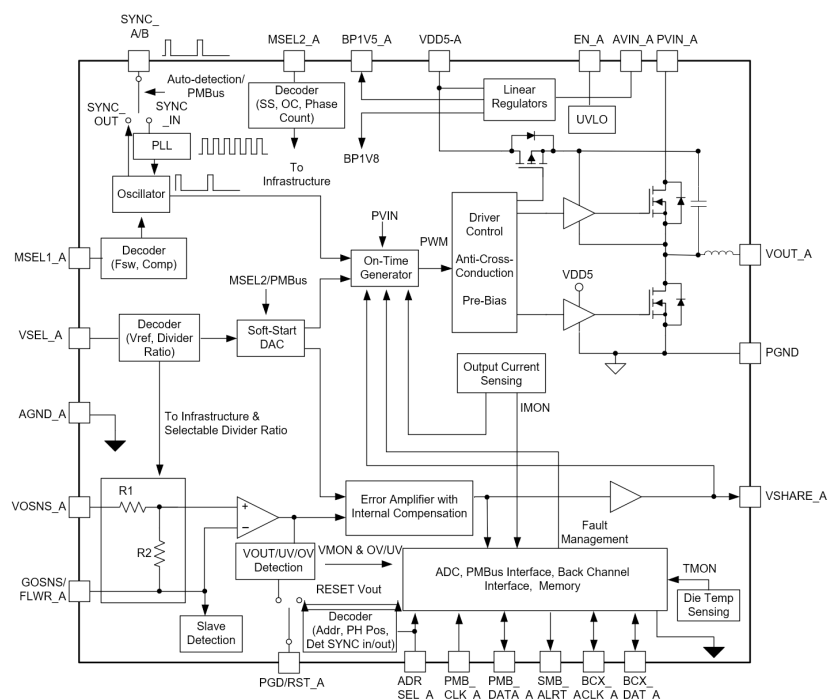 SYNC_
A/B
MSEL2_A
BP1V5_A
VDD5-A
EN_A
AVIN_A
PVIN_A
Auto-detection/
PMBus
SYNC_
OUT
SYNC
_IN
PLL
Oscillator
Decoder
(SS, OC, Phase
Count)
To
Infrastructure
BP1V8
Linear
Regulators
UVLO
MSEL1_A
Decoder
(Fsw, Comp)
PVIN
On-Time
Generator
PWM
Driver
Control
Anti-Cross-
Conduction
Pre-Bias
VDD5
VOUT_A
MSEL2/PMBus
VSEL_A
Decoder
(Vref, Divider
Ratio)
Soft-Start
DAC
PGND
Output Current
Sensing
IMON
AGND_A
To Infrastructure &
Selectable Divider Ratio
VOSNS_A
R1
R2
+
−
Error Amplifier with
Internal Compensation
VSHARE_A
Fault
Management
VOUT/UV/OV
Detection
VMON & OV/UV
ADC, PMBus Interface, Back Channel
Interface, Memory
TMON
Die Temp
Sensing
GOSNS/
FLWR_A
RESET Vout
Slave
Detection
Decoder
(Addr, PH Pos,
Det SYNC in/out)
PGD/RST_A
ADR
SEL_A
PMB_
CLK_A
PMB_
DATA_A
SMB_
ALRT_A
BCX_
ACLK_A
BCX_
DAT_A